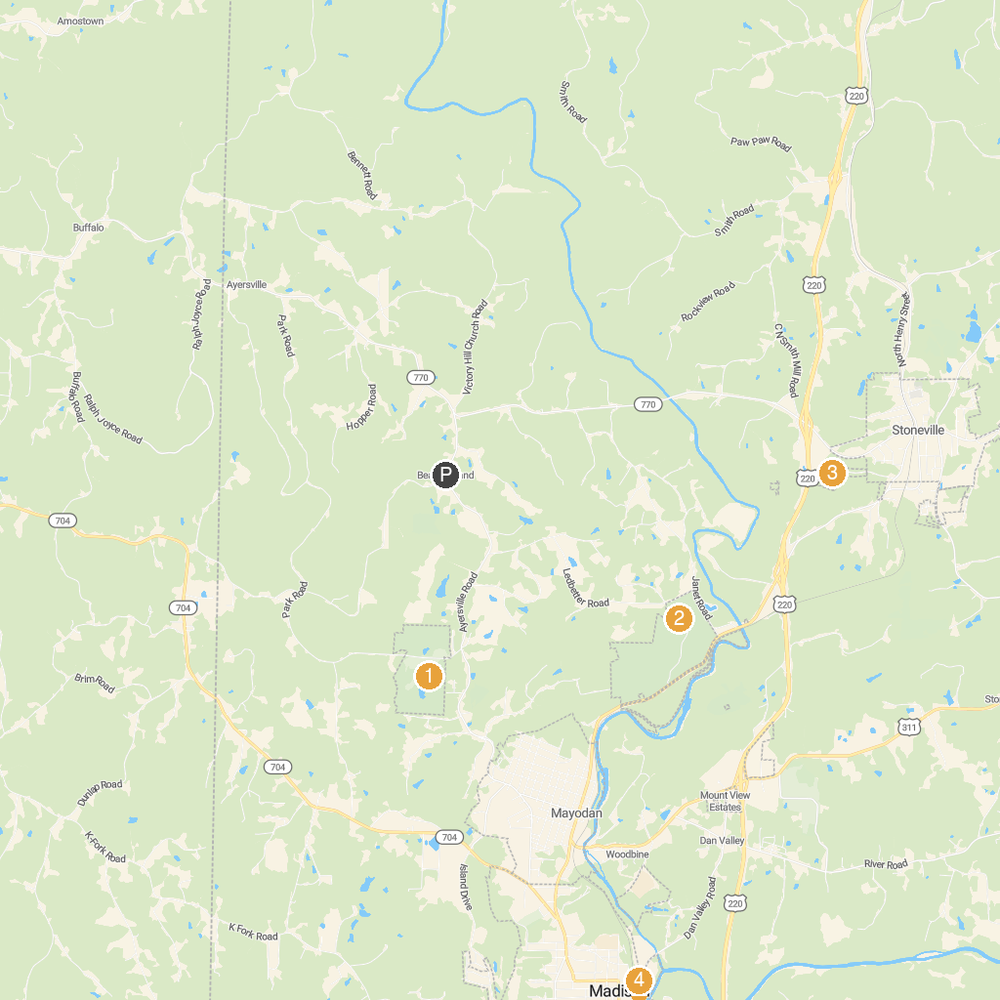 Amostown
220
Smith Road
Paw Paw Road
Bennett Road
Smith Road
Buffalo
Ayersville
220
Ralph Joyce Road
Rockview Road
North Henry Street
Park Road
Victory Hill Church Road
C N Smith Mill Road
770
Buffalo Road
Hopper Road
770
Ralph Joyce Road
Stoneville
P
220
3
704
Ledbetter Road
Janet Road
Ayersville Road
Park Road
704
220
2
1
Brim Road
311
704
Dunlap Road
Mount View
Estates
Mayodan
704
Dan Valley
K-Fork Road
Woodbine
River Road
Island Drive
Dan Valley Road
220
K Fork Road
4